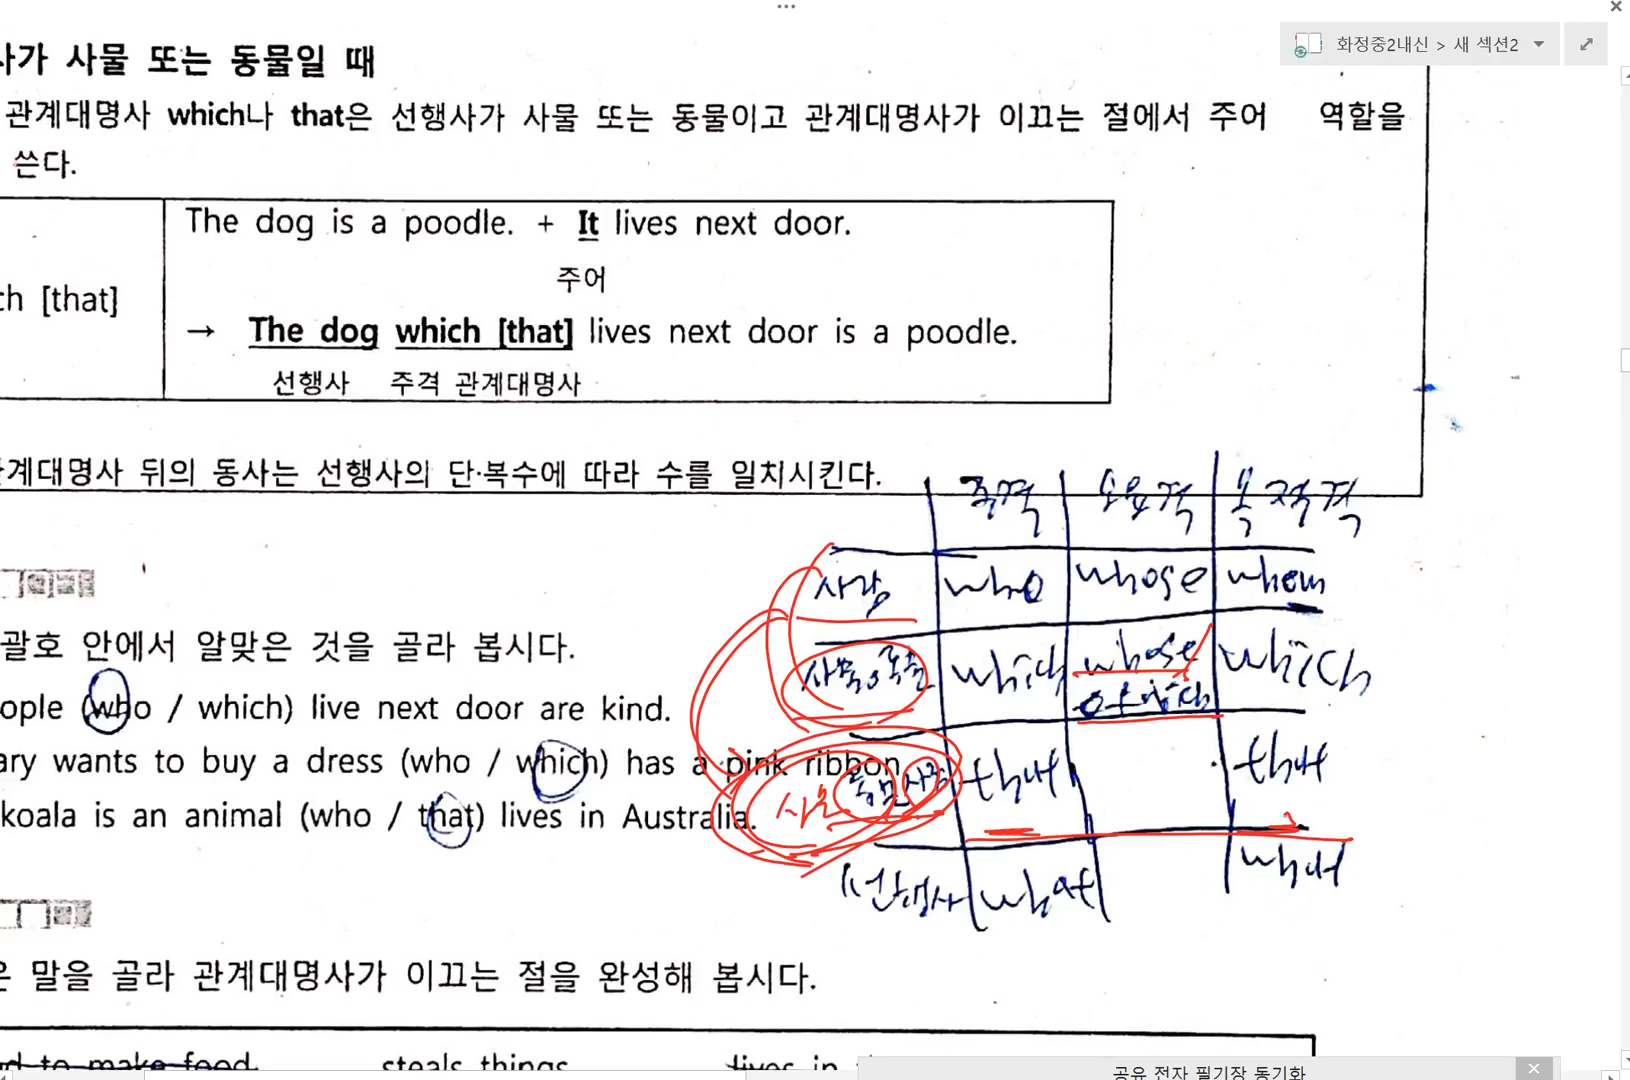 화정중2내신 > 새 섹션2
사가 사물 또는 동물일 때
관계대명사 which나 that은 선행사가 사물 또는 동물이고 관계대명사가 이끄는 절에서 주어 역할을
쓴다.
The dog is a poodle. + It lives next door.
주어
ch [that]
→ The dog which [that] lives next door is a poodle.
선행사 주격 관계대명사
관계대명사 뒤의 동사는 선행사의 단·복수에 따라 수를 일치시킨다.
주격 소유격 목적격
사람 who whose whom
사물, 동물 which whose which
of which
사물 동물 사람 that that
선행사 what what
괄호 안에서 알맞은 것을 골라 봅시다.
ople (who / which) live next door are kind.
ary wants to buy a dress (who / which) has a pink ribbon
koala is an animal (who / that) lives in Australia.
은 말을 골라 관계대명사가 이끄는 절을 완성해 봅시다.
d to make food steals things lives in
공유 전자 필기장 동기화